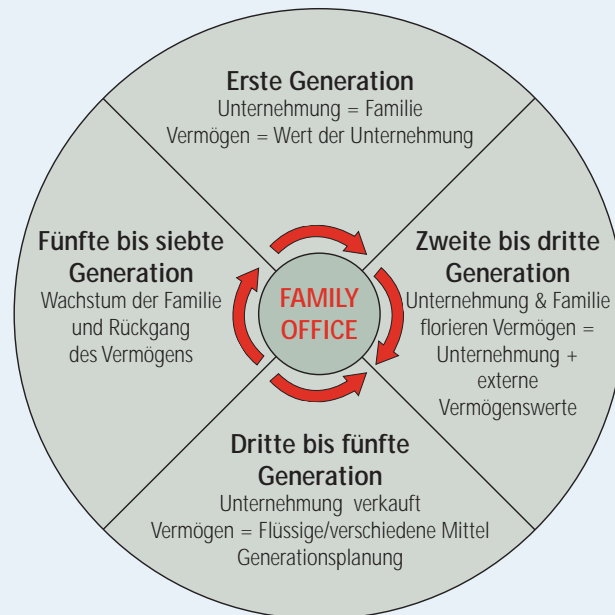 Erste Generation
Unternehmung = Familie
Vermögen = Wert der Unternehmung
Zweite bis dritte
Generation
Unternehmung & Familie
florieren Vermögen =
Unternehmung +
externe
Vermögenswerte
Dritte bis fünfte
Generation
Unternehmung verkauft
Vermögen = Flüssige/verschiedene Mittel
Generationsplanung
Fünfte bis siebte
Generation
Wachstum der Familie
und Rückgang
des Vermögens
FAMILY
OFFICE